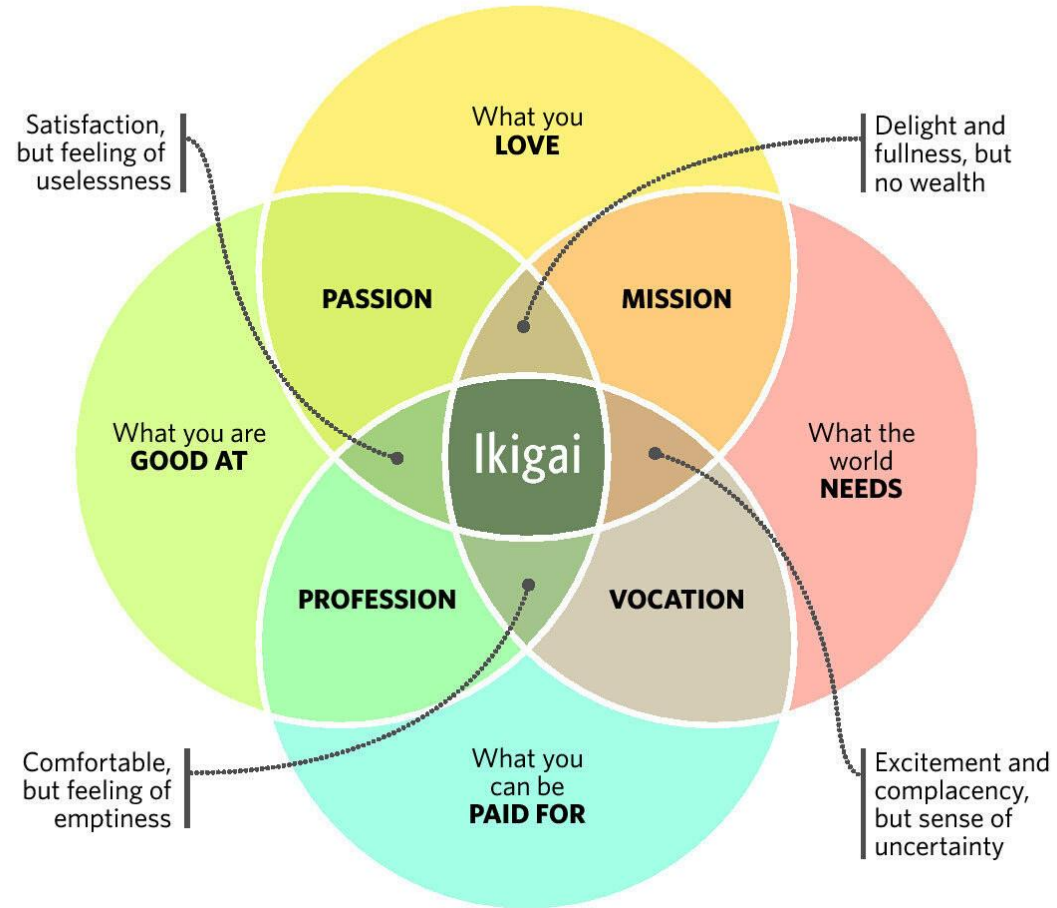 What you
LOVE
Satisfaction,
but feeling of
uselessness
Delight and
fullness, but
no wealth
PASSION
MISSION
What you are
GOOD AT
Ikigai
What the
world
NEEDS
PROFESSION
VOCATION
Comfortable,
but feeling of
emptiness
What you
can be
PAID FOR
Excitement and
complacency,
but sense of
uncertainty